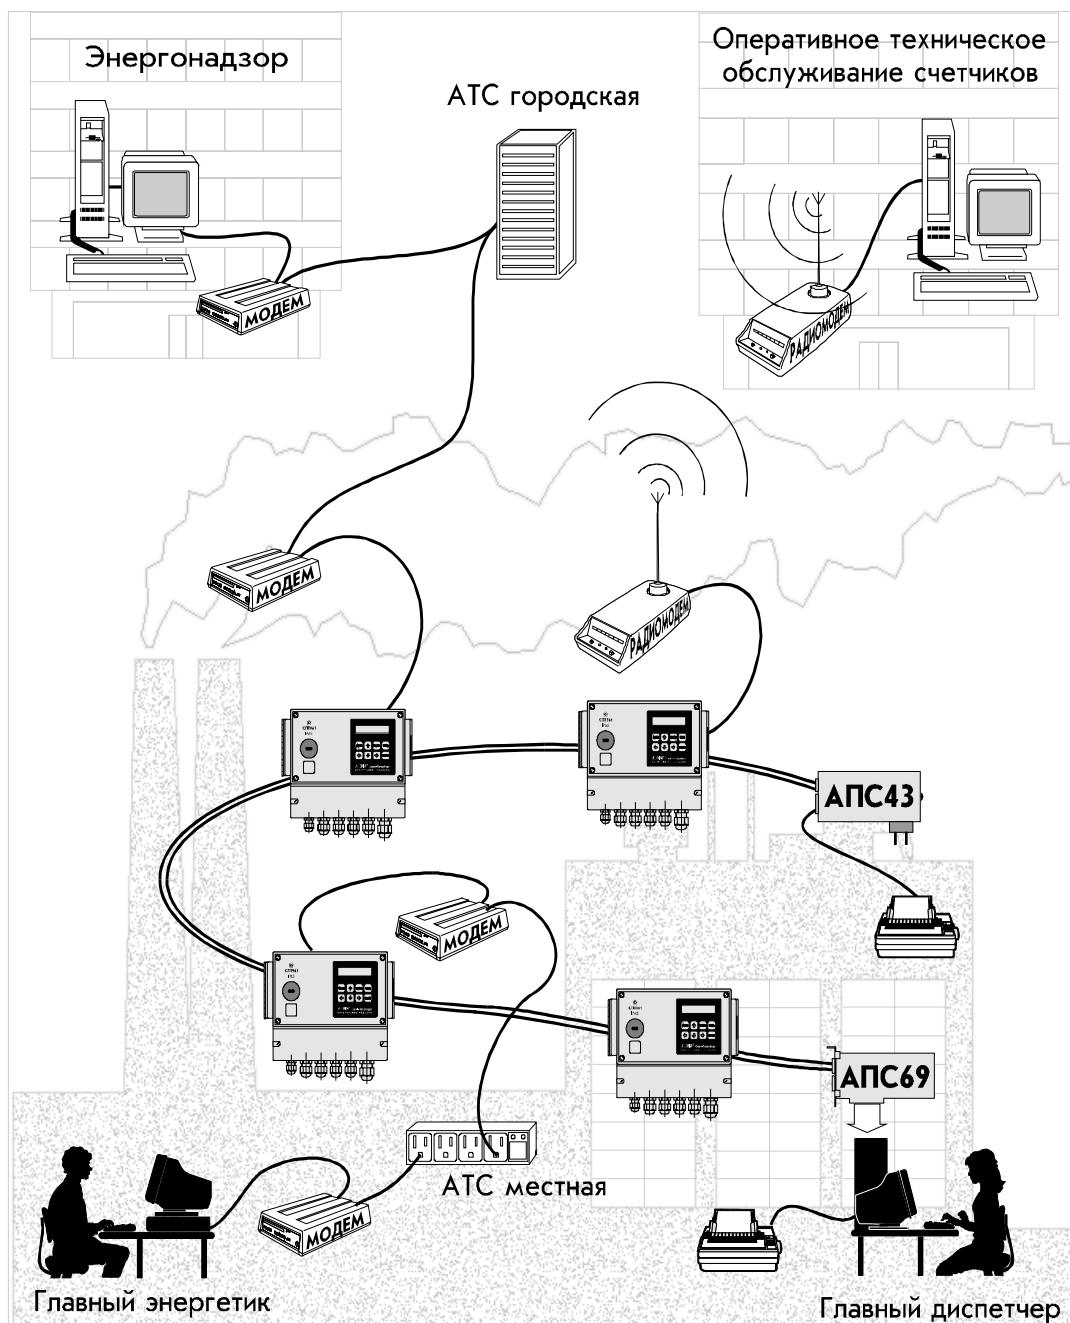 Энергонадзор
Оперативное техническое
обслуживание счетчиков
АТС городская
МОДЕМ
РАДИОМОДЕМ
МОДЕМ
РАДИОМОДЕМ
АПС43
МОДЕМ
АПС69
АТС местная
МОДЕМ
Главный энергетик
Главный диспетчер